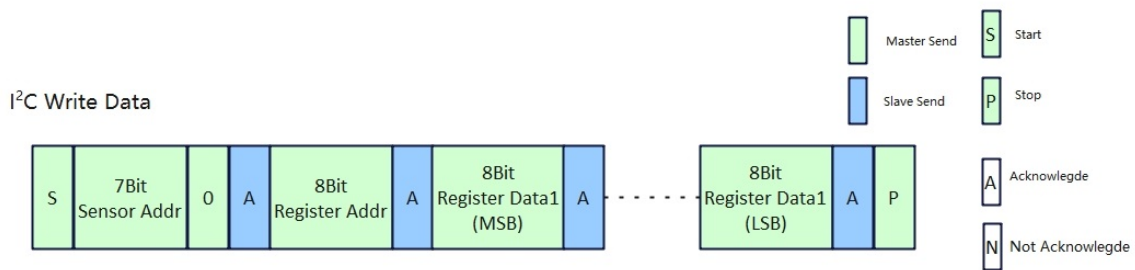 Master Send
S
Start
I²C Write Data
Slave Send
P
Stop
S
7Bit
Sensor Addr
0
A
8Bit
Register Addr
A
8Bit
Register Data1
(MSB)
A
8Bit
Register Data1
(LSB)
A
P
A
Acknowlegde
N
Not Acknowlegde